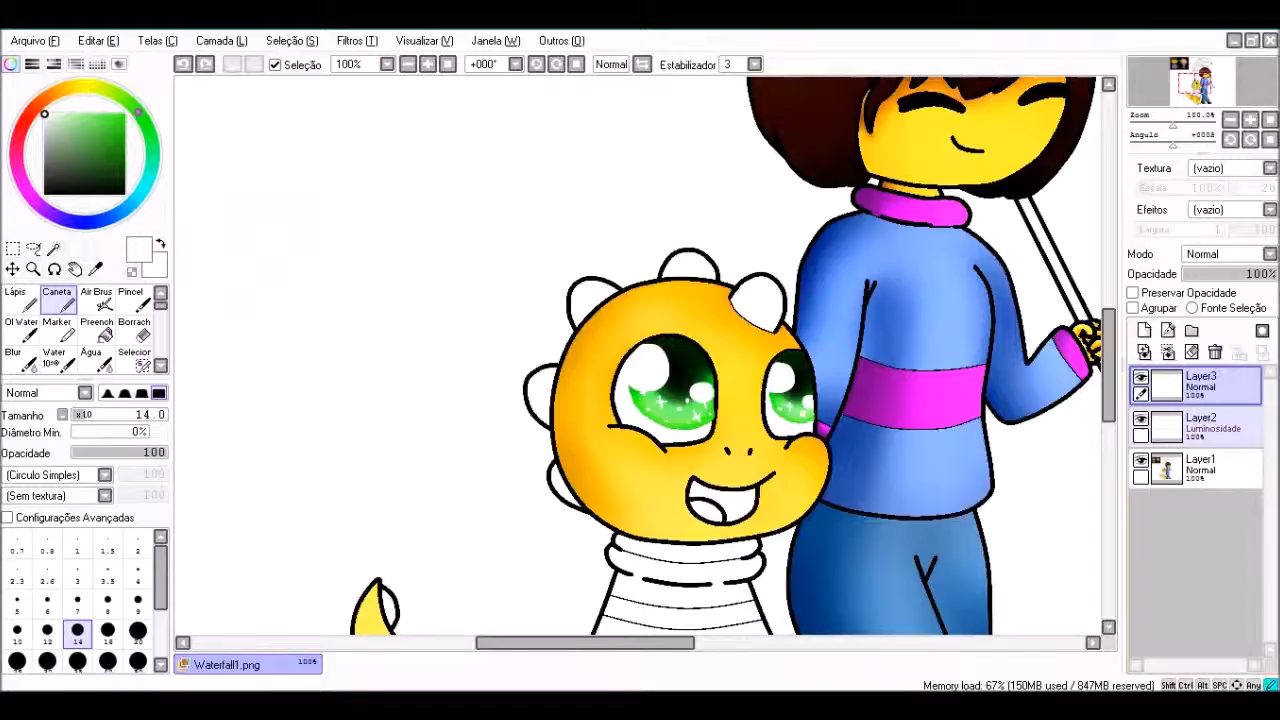 Arquivo (F) Editar (E) Telas (C) Camada (L) Seleção (S) Filtros (T) Visualizar (V) Janela (W) Outros (O)
Seleção 100% +000° Normal Estabilizador 3
Zoom 100.0%
Angulo
Textura (vazio)
Escala 100% 20
Efeitos (vazio)
Largura 1 100
Modo Normal
Opacidade 100%
Preservar Opacidade
Agrupar Fonte Seleção
Lápis Caneta Air Brus Pincel
Ol Water Marker Preench Borrach
Blur Water Água Selecior
Normal
Tamanho x10 14.0
Diâmetro Min. 0%
Opacidade 100
(Circulo Simples) 100
(Sem textura) 100
Configurações Avançadas
0.7 0.8 1 1.5 2
2.3 2.6 3 3.5 4
5 6 7 8 9
10 12 14 16 20
Layer3
Normal
100%
Layer2
Luminosidade
100%
Layer1
Normal
100%
Waterfall1.png 100%
Memory load: 67% (150MB used / 847MB reserved) Shift Ctrl Alt SPC Any